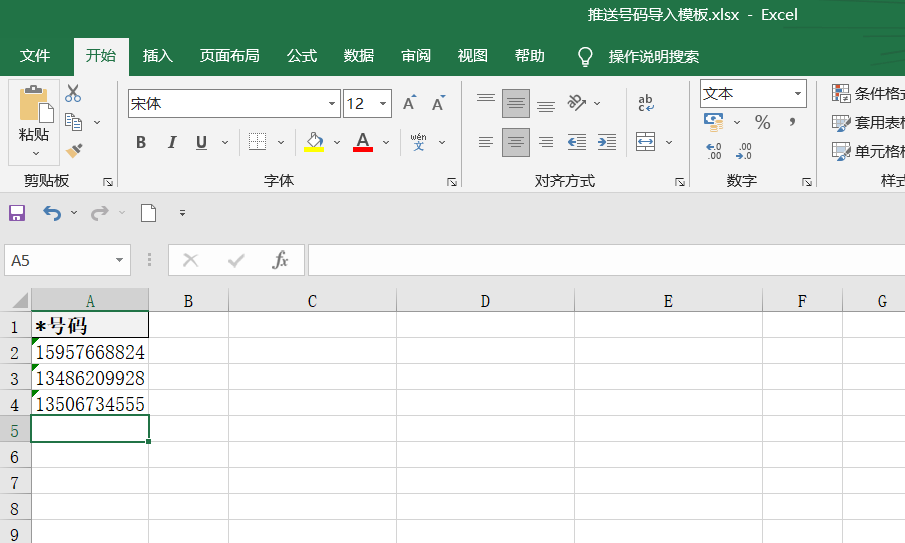 推送号码导入模板.xlsx - Excel
文件 开始 插入 页面布局 公式 数据 审阅 视图 帮助 操作说明搜索
粘贴
宋体 12 A A
B I U A wén 文
ab c
文本
% ,
.00 .0
条件格式
套用表格
单元格格
剪贴板 字体 对齐方式 数字 样式
A5 fx
A B C D E F G
1 *号码
2 15957668824
3 13486209928
4 13506734555
5
6
7
8
9